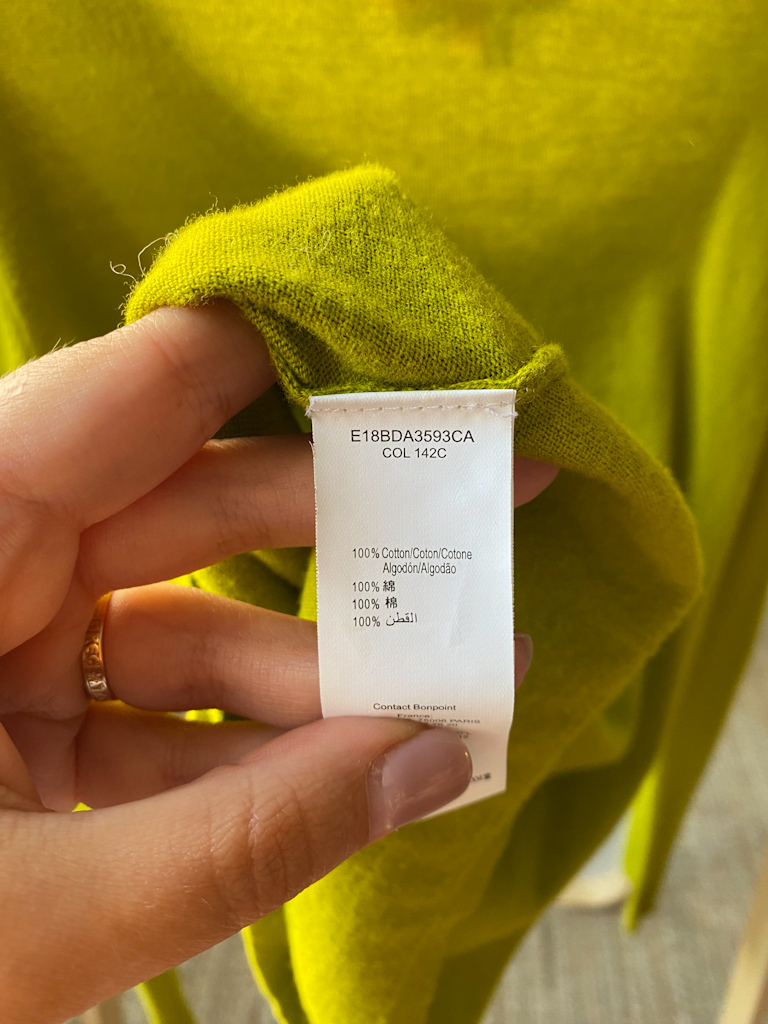 E18BDA3593CA
COL 142C
100% Cotton/Coton/Cotone
Algodón/Algodão
100% 綿
100% 棉
100% القطن
Contact Bonpoint
France:
75008 PARIS